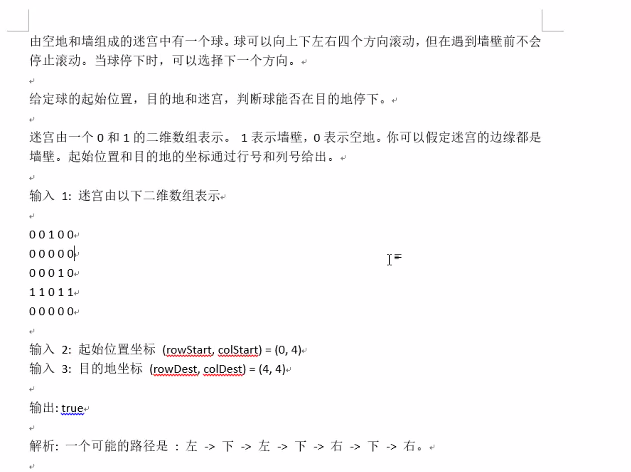 由空地和墙组成的迷宫中有一个球。球可以向上下左右四个方向滚动，但在遇到墙壁前不会
停止滚动。当球停下时，可以选择下一个方向。
给定球的起始位置，目的地和迷宫，判断球能否在目的地停下。
迷宫由一个 0 和 1 的二维数组表示。 1 表示墙壁，0 表示空地。你可以假定迷宫的边缘都是
墙壁。起始位置和目的地的坐标通过行号和列号给出。
输入 1: 迷宫由以下二维数组表示
0 0 1 0 0
0 0 0 0 0
0 0 0 1 0
1 1 0 1 1
0 0 0 0 0
输入 2: 起始位置坐标 (rowStart, colStart) = (0, 4)
输入 3: 目的地坐标 (rowDest, colDest) = (4, 4)
输出: true
解析: 一个可能的路径是 : 左 -> 下 -> 左 -> 下 -> 右 -> 下 -> 右。